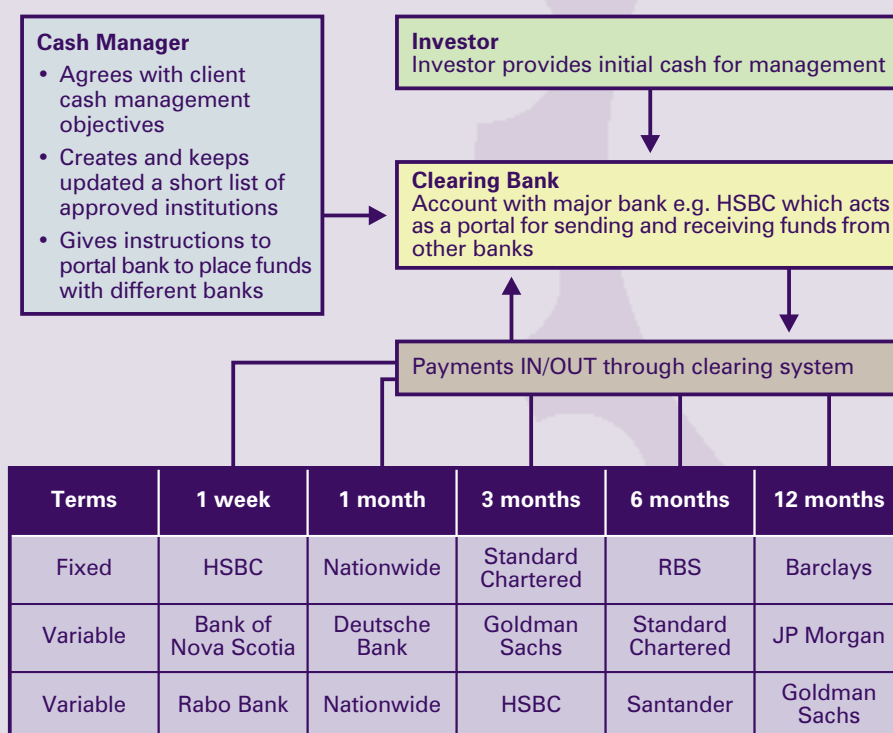 Cash Manager
• Agrees with client
cash management
objectives
• Creates and keeps
updated a short list of
approved institutions
• Gives instructions to
portal bank to place funds
with different banks
Investor
Investor provides initial cash for management
Clearing Bank
Account with major bank e.g. HSBC which acts
as a portal for sending and receiving funds from
other banks
Payments IN/OUT through clearing system
Terms 1 week 1 month 3 months 6 months 12 months
Fixed HSBC Nationwide Standard Chartered RBS Barclays
Variable Bank of Nova Scotia Deutsche Bank Goldman Sachs Standard Chartered JP Morgan
Variable Rabo Bank Nationwide HSBC Santander Goldman Sachs